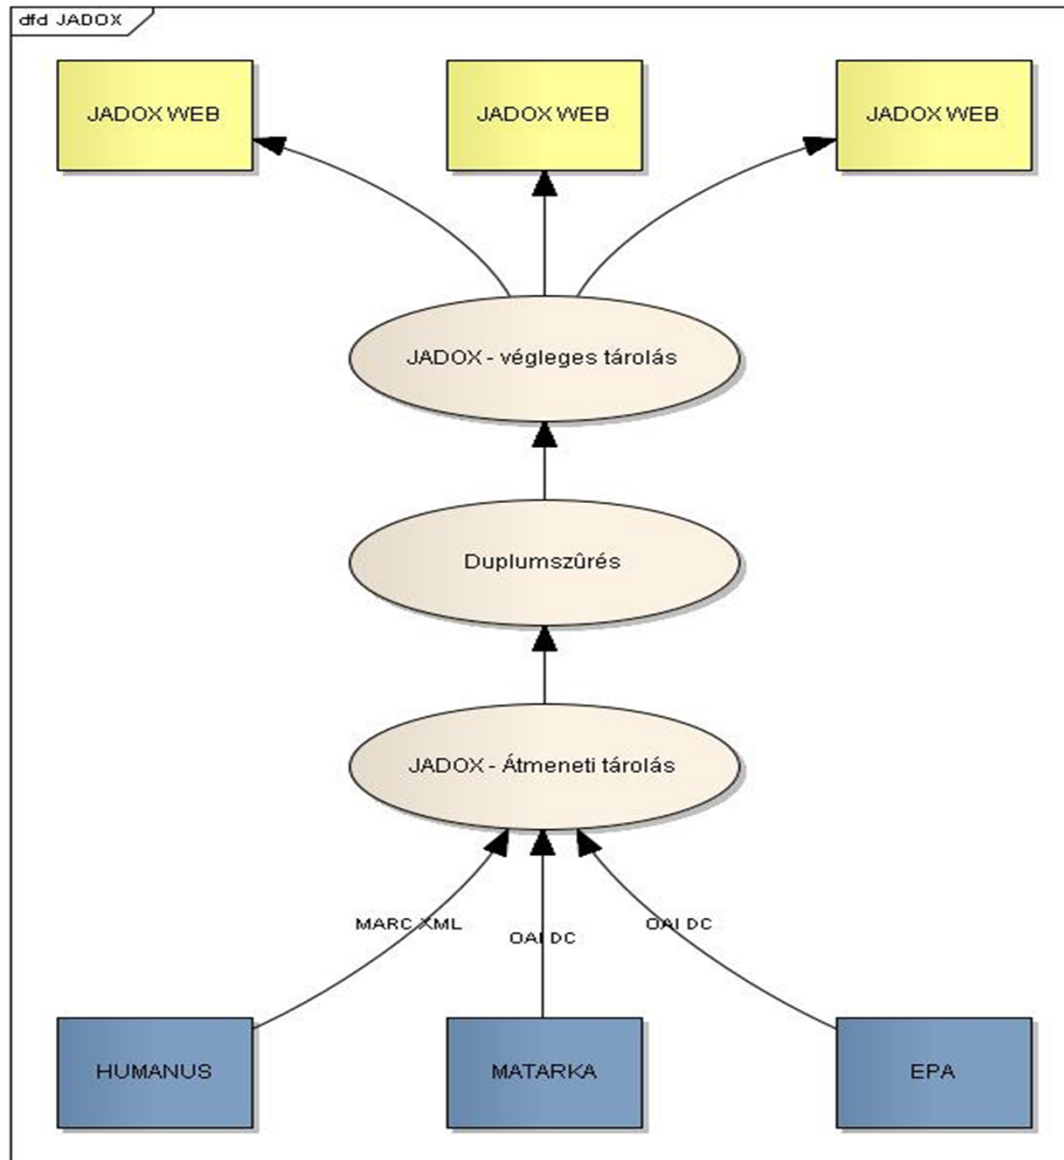 dfd JADOX
JADOX WEB
JADOX WEB
JADOX WEB
JADOX - végleges tárolás
Duplumszûrés
JADOX - Átmeneti tárolás
MARC XML
OAI DC
OAI DC
HUMANUS
MATARKA
EPA